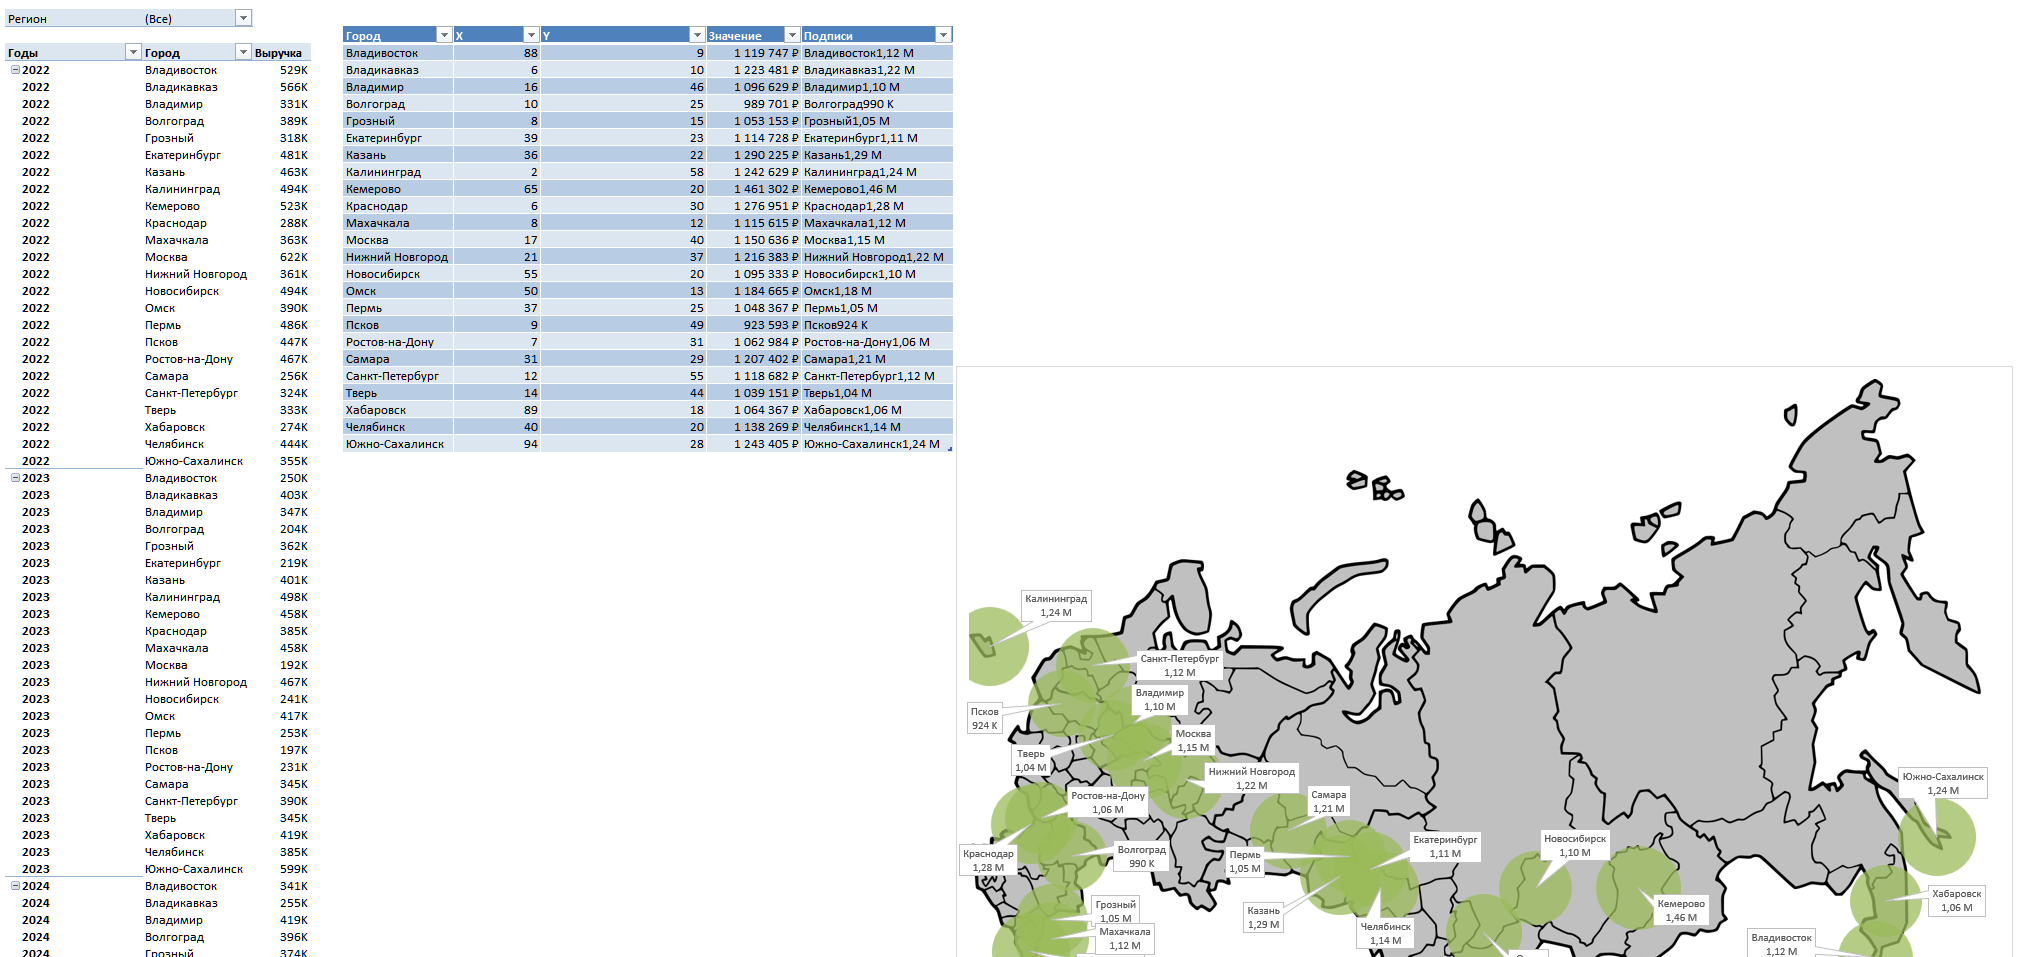 Регион (Все)
Годы Город Выручка
2022 Владивосток 529K
2022 Владикавказ 566K
2022 Владимир 331K
2022 Волгоград 389K
2022 Грозный 318K
2022 Екатеринбург 481K
2022 Казань 463K
2022 Калининград 494K
2022 Кемерово 523K
2022 Краснодар 288K
2022 Махачкала 363K
2022 Москва 622K
2022 Нижний Новгород 361K
2022 Новосибирск 494K
2022 Омск 390K
2022 Пермь 486K
2022 Псков 447K
2022 Ростов-на-Дону 467K
2022 Самара 256K
2022 Санкт-Петербург 324K
2022 Тверь 333K
2022 Хабаровск 274K
2022 Челябинск 444K
2022 Южно-Сахалинск 355K
2023 Владивосток 250K
2023 Владикавказ 403K
2023 Владимир 347K
2023 Волгоград 204K
2023 Грозный 362K
2023 Екатеринбург 219K
2023 Казань 401K
2023 Калининград 498K
2023 Кемерово 458K
2023 Краснодар 385K
2023 Махачкала 458K
2023 Москва 192K
2023 Нижний Новгород 467K
2023 Новосибирск 241K
2023 Омск 417K
2023 Пермь 253K
2023 Псков 197K
2023 Ростов-на-Дону 231K
2023 Самара 345K
2023 Санкт-Петербург 390K
2023 Тверь 345K
2023 Хабаровск 419K
2023 Челябинск 385K
2023 Южно-Сахалинск 599K
2024 Владивосток 341K
2024 Владикавказ 255K
2024 Владимир 419K
2024 Волгоград 396K
2024 Грозный 374K
Город X Y Значение Подписи
Владивосток 88 9 1 119 747 ₽ Владивосток1,12 M
Владикавказ 6 10 1 223 481 ₽ Владикавказ1,22 M
Владимир 16 46 1 096 629 ₽ Владимир1,10 M
Волгоград 10 25 989 701 ₽ Волгоград990 K
Грозный 8 15 1 053 153 ₽ Грозный1,05 M
Екатеринбург 39 23 1 114 728 ₽ Екатеринбург1,11 M
Казань 36 22 1 290 225 ₽ Казань1,29 M
Калининград 2 58 1 242 629 ₽ Калининград1,24 M
Кемерово 65 20 1 461 302 ₽ Кемерово1,46 M
Краснодар 6 30 1 276 951 ₽ Краснодар1,28 M
Махачкала 8 12 1 115 615 ₽ Махачкала1,12 M
Москва 17 40 1 150 636 ₽ Москва1,15 M
Нижний Новгород 21 37 1 216 383 ₽ Нижний Новгород1,22 M
Новосибирск 55 20 1 095 333 ₽ Новосибирск1,10 M
Омск 50 13 1 184 665 ₽ Омск1,18 M
Пермь 37 25 1 048 367 ₽ Пермь1,05 M
Псков 9 49 923 593 ₽ Псков924 K
Ростов-на-Дону 7 31 1 062 984 ₽ Ростов-на-Дону1,06 M
Самара 31 29 1 207 402 ₽ Самара1,21 M
Санкт-Петербург 12 55 1 118 682 ₽ Санкт-Петербург1,12 M
Тверь 14 44 1 039 151 ₽ Тверь1,04 M
Хабаровск 89 18 1 064 367 ₽ Хабаровск1,06 M
Челябинск 40 20 1 138 269 ₽ Челябинск1,14 M
Южно-Сахалинск 94 28 1 243 405 ₽ Южно-Сахалинск1,24 M
Калининград
1,24 M
Санкт-Петербург
1,12 M
Владимир
1,10 M
Псков
924 K
Москва
1,15 M
Тверь
1,04 M
Нижний Новгород
1,22 M
Южно-Сахалинск
1,24 M
Ростов-на-Дону
1,06 M
Самара
1,21 M
Екатеринбург
1,11 M
Новосибирск
1,10 M
Краснодар
1,28 M
Волгоград
990 K
Пермь
1,05 M
Хабаровск
1,06 M
Грозный
1,05 M
Казань
1,29 M
Кемерово
1,46 M
Махачкала
1,12 M
Челябинск
1,14 M
Владивосток
1,12 M